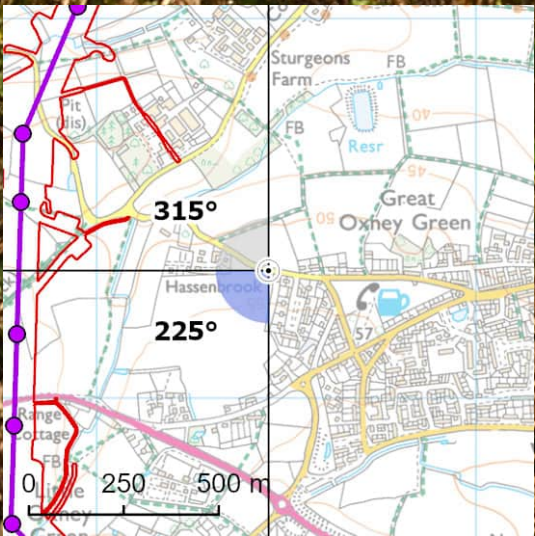 Sturgeons
Farm
FB
Pit
(dis)
FB
Resr
40
45
Great
Oxney Green
50
315°
Hassenbrook
57
225°
Range
Cottage
FB
0 250 500 m
Little
Oxney
Green